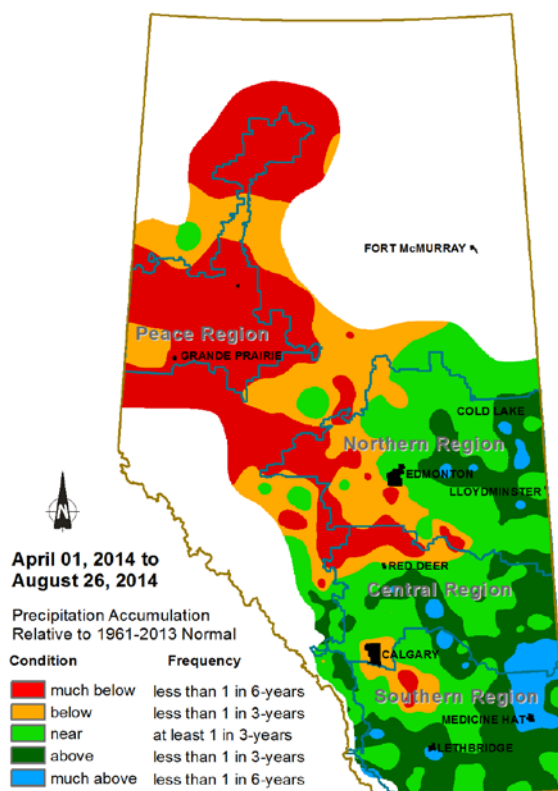 FORT McMURRAY
Peace Region
GRANDE PRAIRIE
COLD LAKE
Northern Region
EDMONTON
LLOYDMINSTER
N
April 01, 2014 to
August 26, 2014
RED DEER
Central Region
Precipitation Accumulation
Relative to 1961-2013 Normal
CALGARY
Condition Frequency
Southern Region
much below less than 1 in 6-years
MEDICINE HAT
below less than 1 in 3-years
near at least 1 in 3-years
LETHBRIDGE
above less than 1 in 3-years
much above less than 1 in 6-years